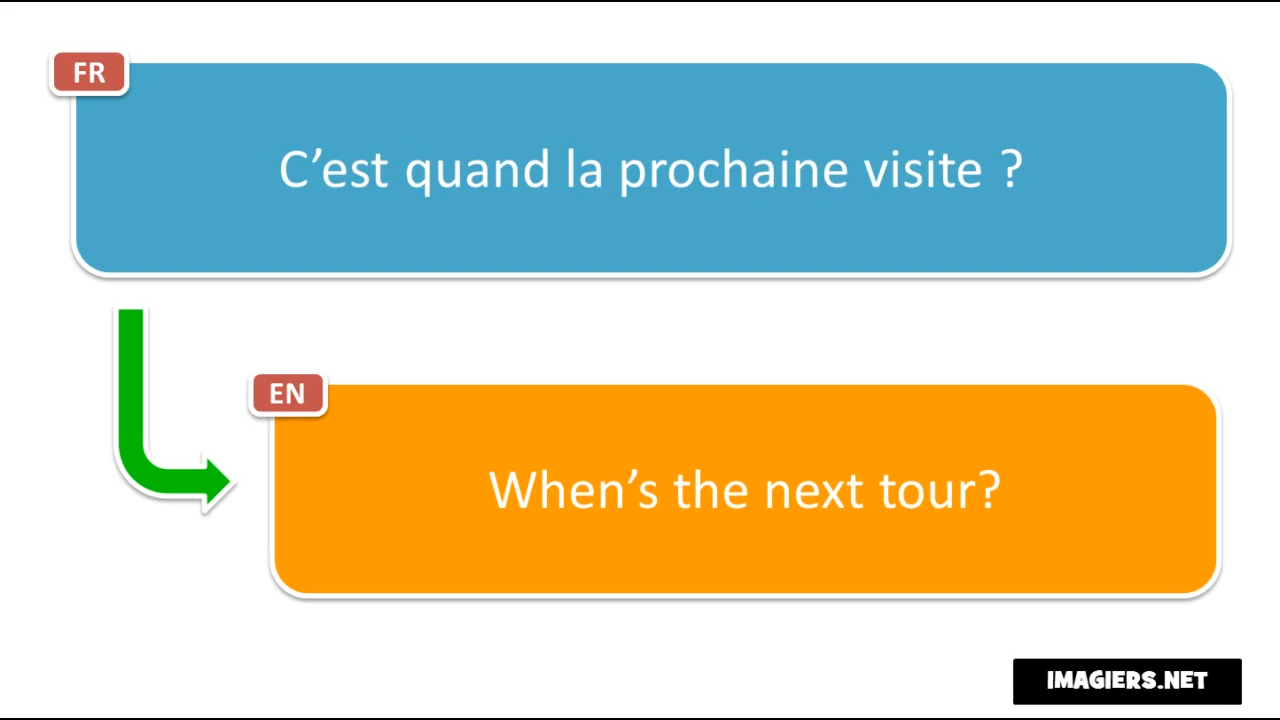 FR
C’est quand la prochaine visite ?
EN
When’s the next tour?
IMAGIERS.NET